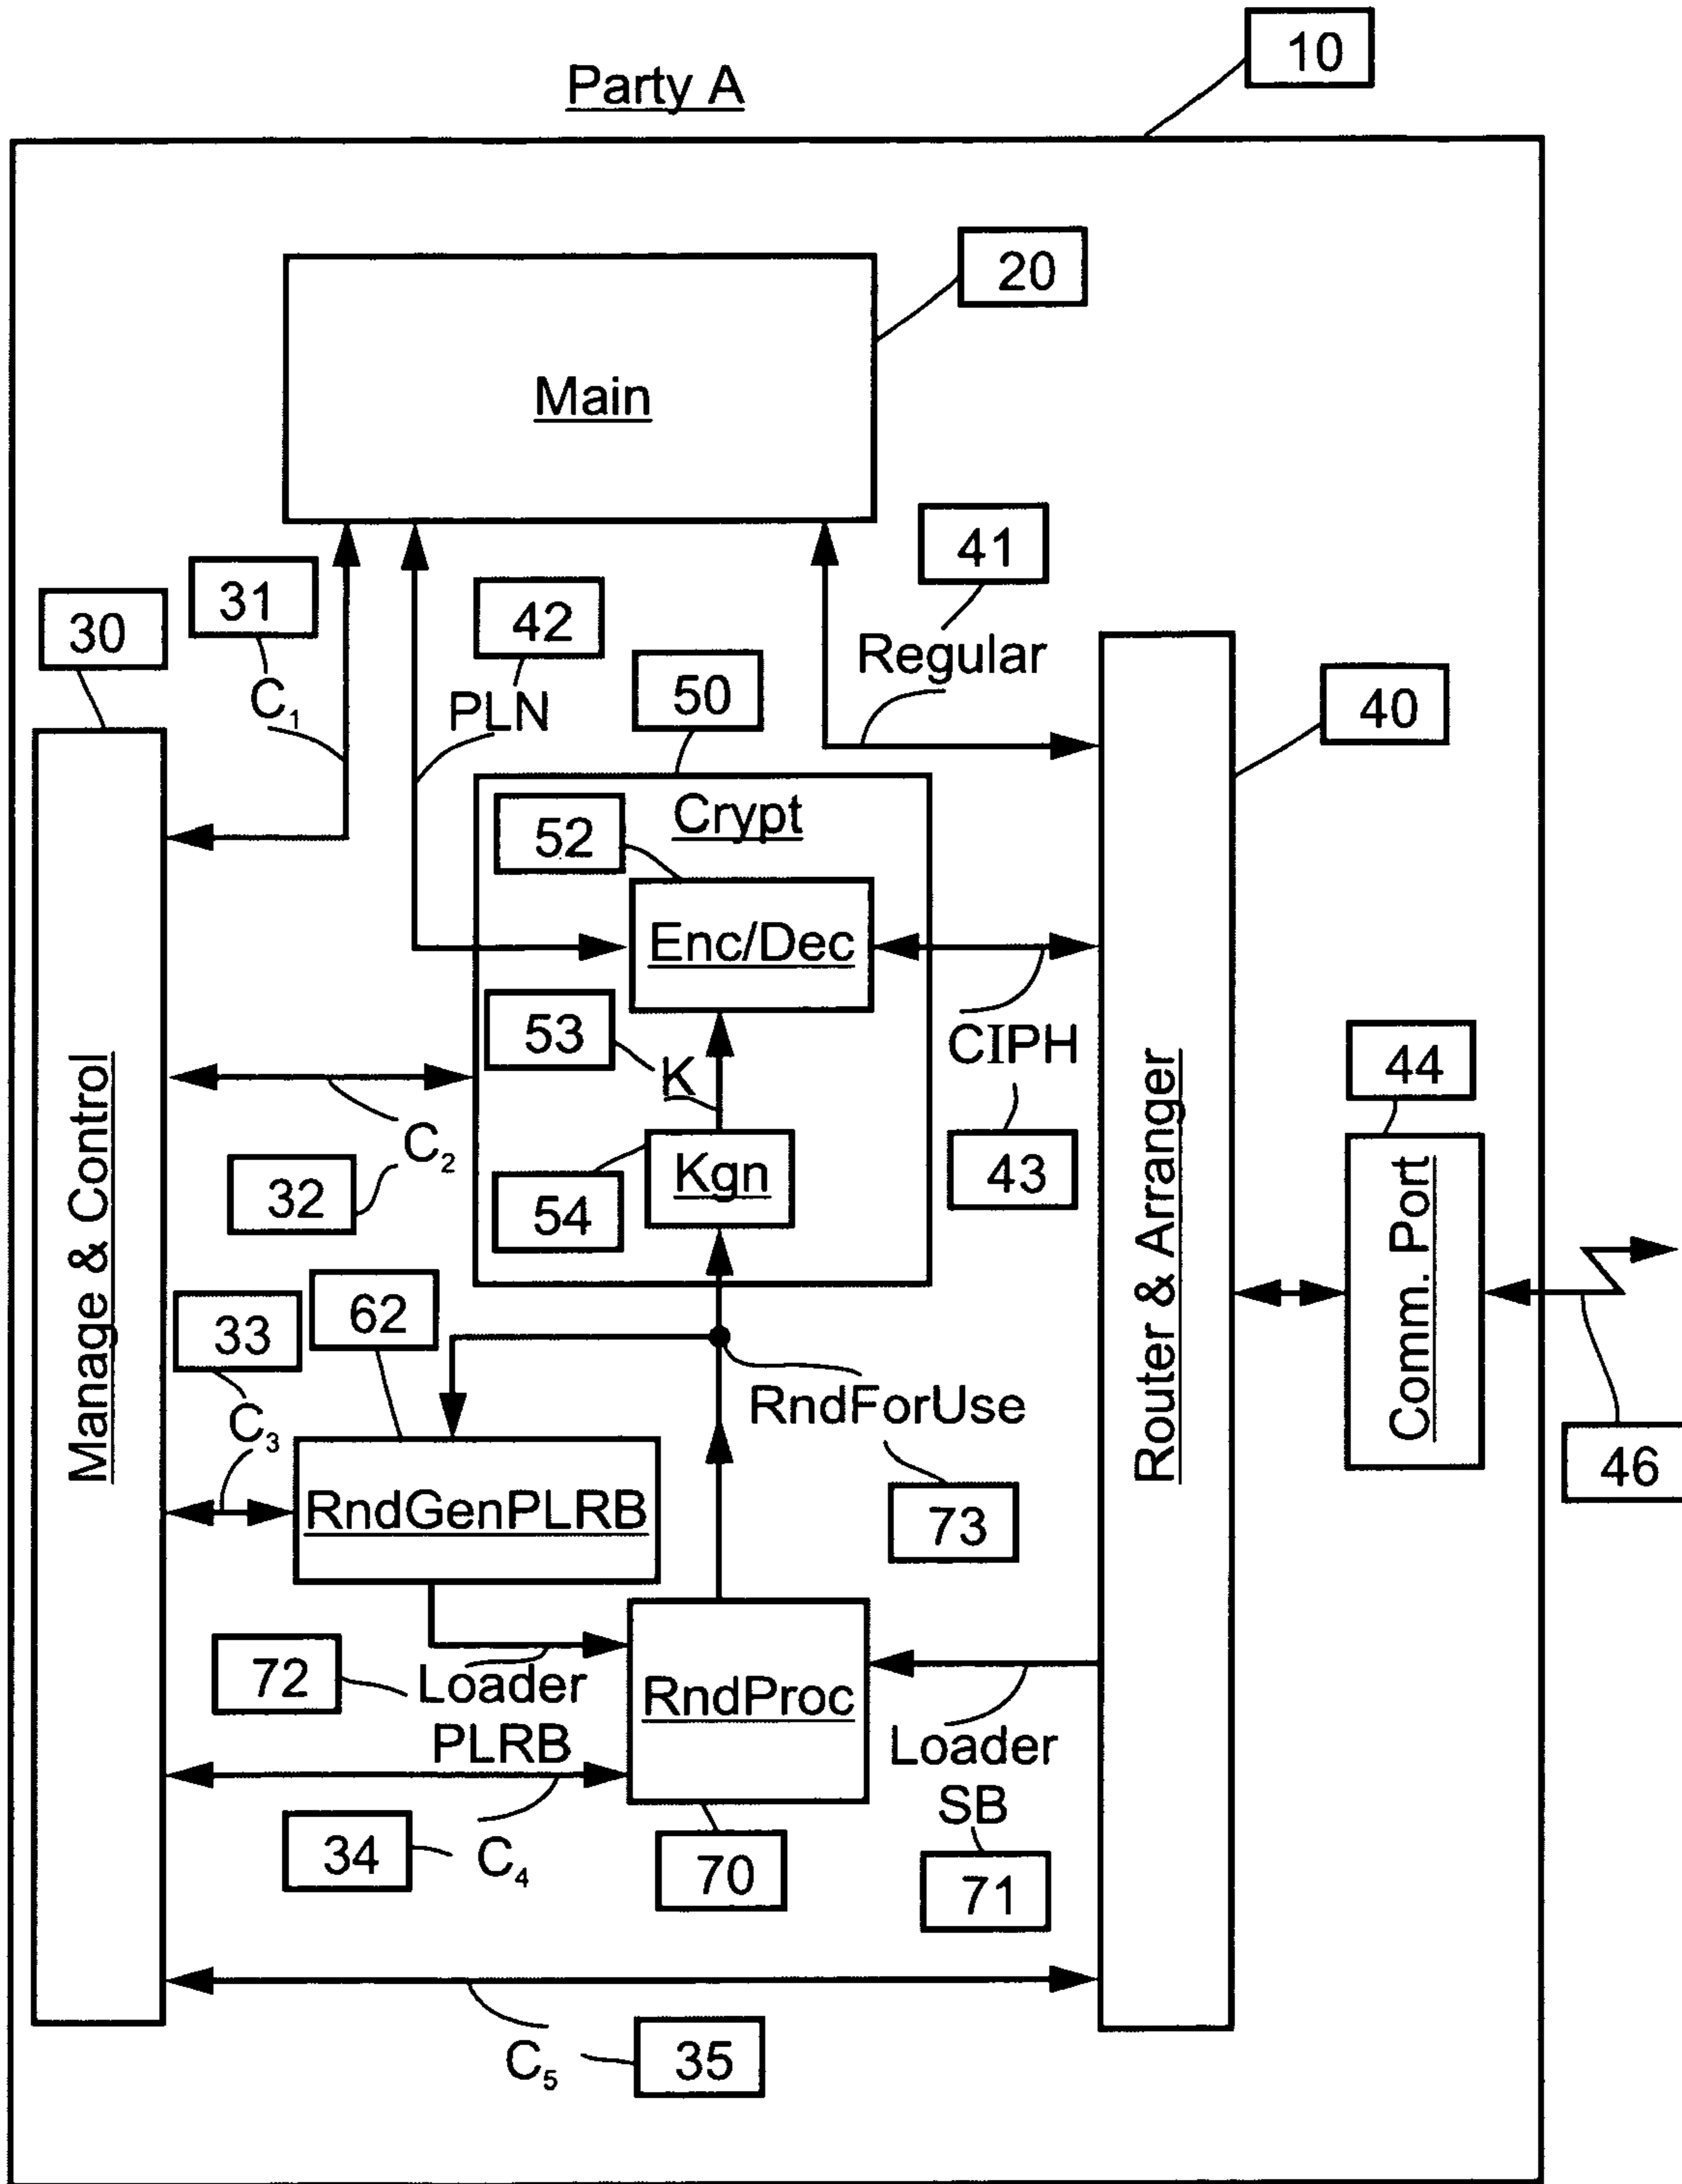 Party A
10
20
Main
41
31
42
30
Regular
C₁
PLN
50
40
Crypt
52
Enc/Dec
53
CIPH
K
44
C₂
Kgn
43
32
54
Manage & Control
Router & Arranger
Comm. Port
62
33
RndForUse
C₃
46
RndGenPLRB
73
72
Loader
PLRB
RndProc
Loader
SB
34
C₄
70
71
C₅
35